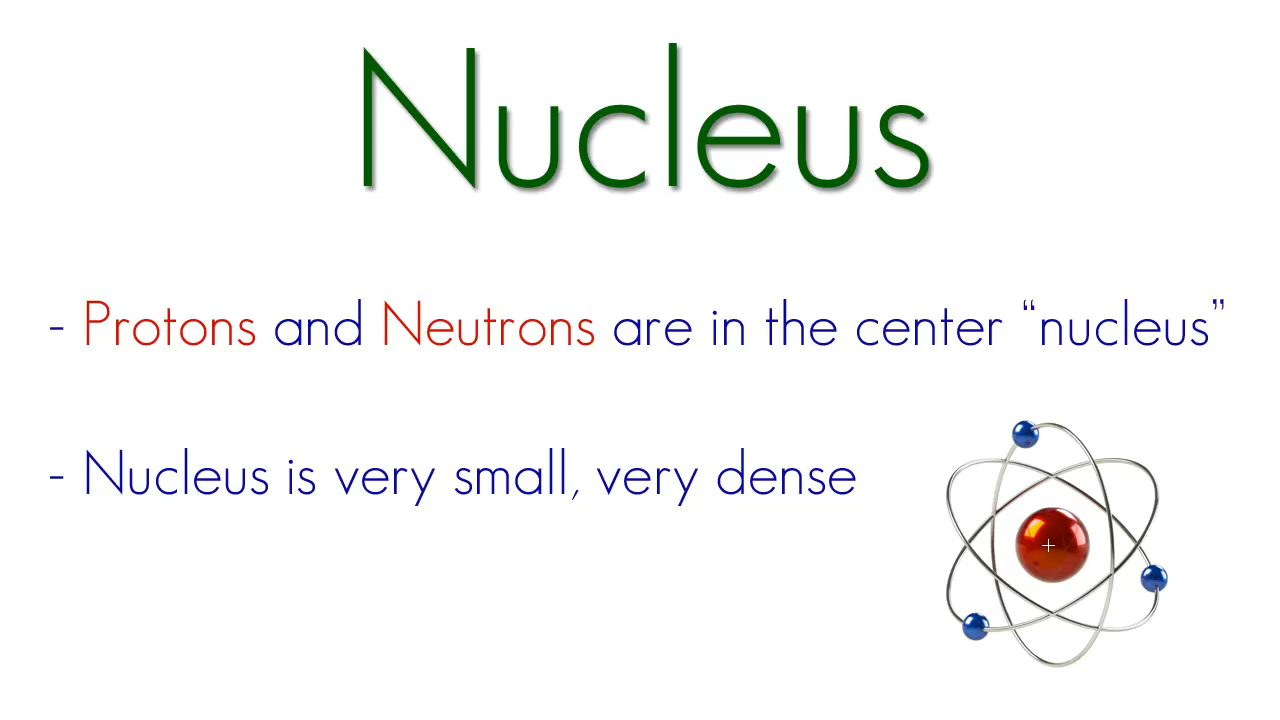 Nucleus
- Protons and Neutrons are in the center “nucleus”
- Nucleus is very small, very dense
+